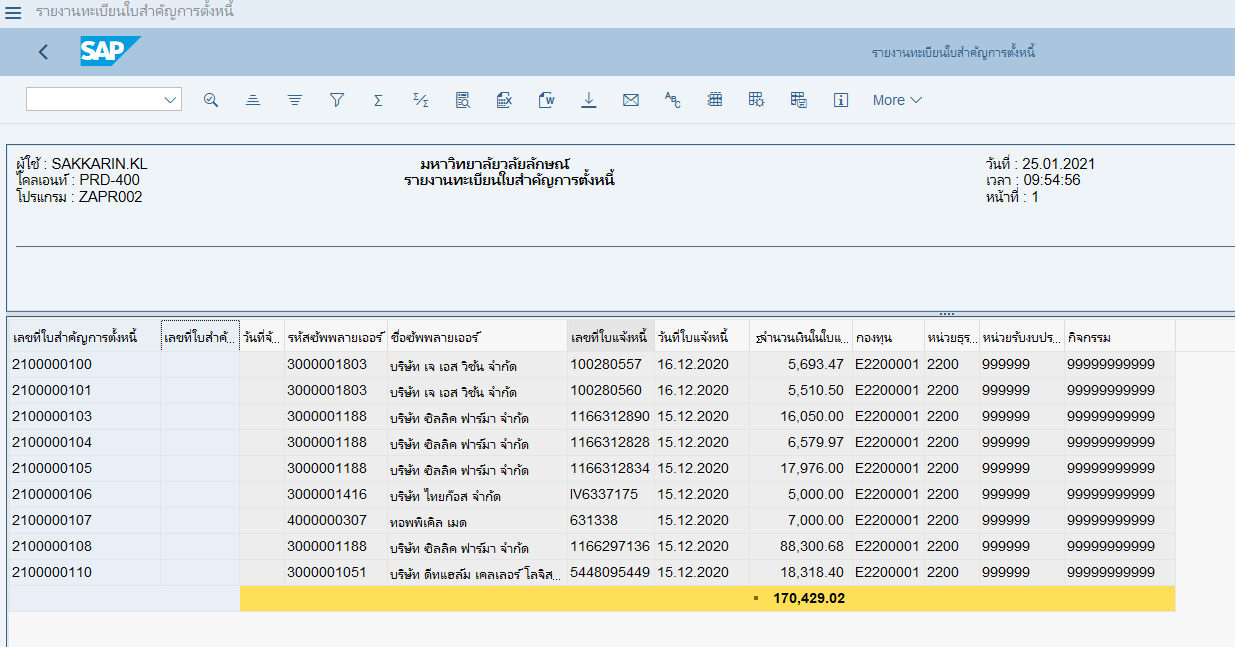 รายงานทะเบียนใบสำคัญการตั้งหนี้
SAP รายงานทะเบียนใบสำคัญการตั้งหนี้
Σ Σ/Σ X W ABC i More
ผู้ใช้ : SAKKARIN.KL มหาวิทยาลัยวลัยลักษณ์ วันที่ : 25.01.2021
ไคลเอนท์ : PRD-400 รายงานทะเบียนใบสำคัญการตั้งหนี้ เวลา : 09:54:56
โปรแกรม : ZAPR002 หน้าที่ : 1
เลขที่ใบสำคัญการตั้งหนี้ เลขที่ใบสำคั... วันที่จั... รหัสซัพพลายเออร์ ชื่อซัพพลายเออร์ เลขที่ใบแจ้งหนี้ วันที่ใบแจ้งหนี้ Σจำนวนเงินในใบแ... กองทุน หน่วยธุร... หน่วยรับงบปร... กิจกรรม
2100000100 3000001803 บริษัท เจ เอส วิชั่น จำกัด 100280557 16.12.2020 5,693.47 E2200001 2200 999999 99999999999
2100000101 3000001803 บริษัท เจ เอส วิชั่น จำกัด 100280560 16.12.2020 5,510.50 E2200001 2200 999999 99999999999
2100000103 3000001188 บริษัท ซิลลิค ฟาร์มา จำกัด 1166312890 15.12.2020 16,050.00 E2200001 2200 999999 99999999999
2100000104 3000001188 บริษัท ซิลลิค ฟาร์มา จำกัด 1166312828 15.12.2020 6,579.97 E2200001 2200 999999 99999999999
2100000105 3000001188 บริษัท ซิลลิค ฟาร์มา จำกัด 1166312834 15.12.2020 17,976.00 E2200001 2200 999999 99999999999
2100000106 3000001416 บริษัท ไทยก๊อส จำกัด IV6337175 15.12.2020 5,000.00 E2200001 2200 999999 99999999999
2100000107 4000000307 ทอพพิเคิล เมด 631338 15.12.2020 7,000.00 E2200001 2200 999999 99999999999
2100000108 3000001188 บริษัท ซิลลิค ฟาร์มา จำกัด 1166297136 15.12.2020 88,300.68 E2200001 2200 999999 99999999999
2100000110 3000001051 บริษัท ดีทแฮล์ม เคลเลอร์ โลจิส... 5448095449 15.12.2020 18,318.40 E2200001 2200 999999 99999999999
▪ 170,429.02